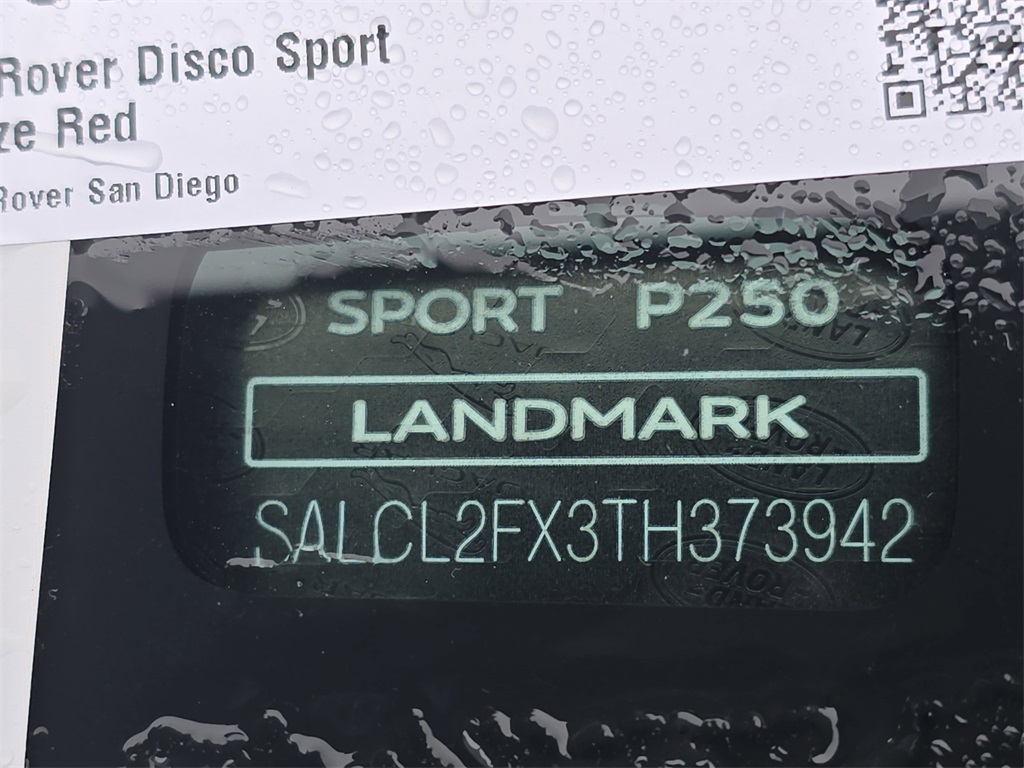 Rover Disco Sport
ze Red
Rover San Diego
SPORT P250
LANDMARK
SALCL2FX3TH373942